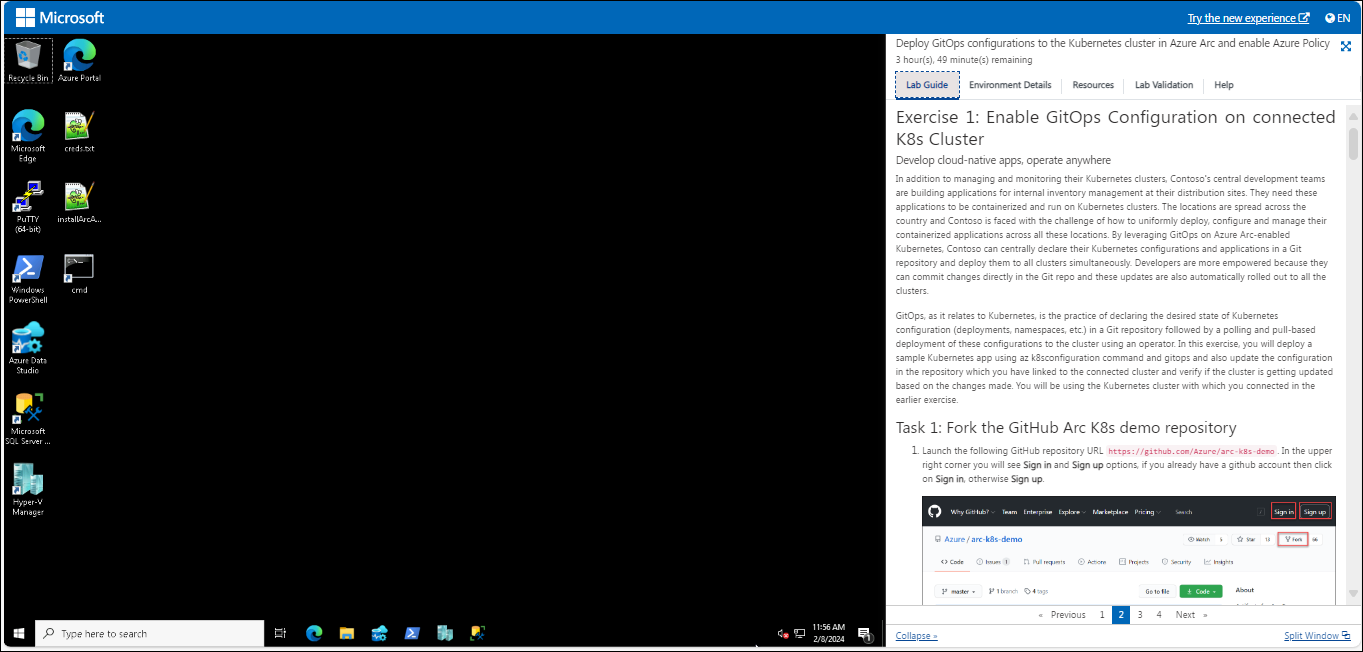 Microsoft
Try the new experience
EN
Recycle Bin
Azure Portal
Microsoft
Edge
creds.txt
PuTTY
(64-bit)
installArcA...
Windows
PowerShell
cmd
Azure Data
Studio
Microsoft
SQL Server ...
Hyper-V
Manager
Type here to search
11:56 AM
2/8/2024
1
Deploy GitOps configurations to the Kubernetes cluster in Azure Arc and enable Azure Policy
3 hour(s), 49 minute(s) remaining
Lab Guide
Environment Details
Resources
Lab Validation
Help
Exercise 1: Enable GitOps Configuration on connected
K8s Cluster
Develop cloud-native apps, operate anywhere
In addition to managing and monitoring their Kubernetes clusters, Contoso's central development teams
are building applications for internal inventory management at their distribution sites. They need these
applications to be containerized and run on Kubernetes clusters. The locations are spread across the
country and Contoso is faced with the challenge of how to uniformly deploy, configure and manage their
containerized applications across all these locations. By leveraging GitOps on Azure Arc-enabled
Kubernetes, Contoso can centrally declare their Kubernetes configurations and applications in a Git
repository and deploy them to all clusters simultaneously. Developers are more empowered because they
can commit changes directly in the Git repo and these updates are also automatically rolled out to all the
clusters.
GitOps, as it relates to Kubernetes, is the practice of declaring the desired state of Kubernetes
configuration (deployments, namespaces, etc.) in a Git repository followed by a polling and pull-based
deployment of these configurations to the cluster using an operator. In this exercise, you will deploy a
sample Kubernetes app using az k8sconfiguration command and gitops and also update the configuration
in the repository which you have linked to the connected cluster and verify if the cluster is getting updated
based on the changes made. You will be using the Kubernetes cluster with which you connected in the
earlier exercise.
Task 1: Fork the GitHub Arc K8s demo repository
1. Launch the following GitHub repository URL https://github.com/Azure/arc-k8s-demo. In the upper
right corner you will see Sign in and Sign up options, if you already have a github account then click
on Sign in, otherwise Sign up.
Why GitHub? Team Enterprise Explore Marketplace Pricing Search / Sign in Sign up
Azure / arc-k8s-demo Watch Star 13 Fork
Code Issues 1 Pull requests Actions Projects Security Insights
master 1 branch 4 tags Go to file Code About
« Previous 1 2 3 4 Next »
Collapse »
Split Window